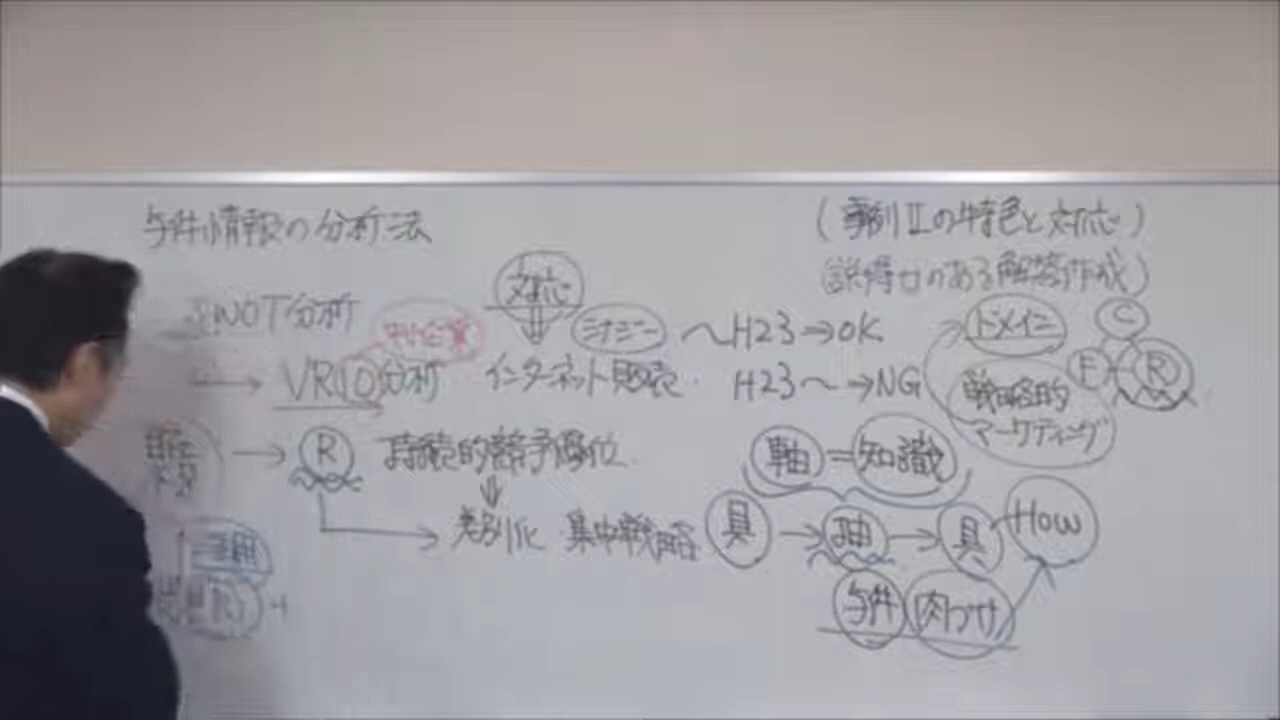 与件情報の分析法
(事例Ⅱの特色と対応)
説得力のある解答作成)
SWOT分析
中小企業
対応
シナジー
~H23→OK
ドメイン
C
→ VRIO分析
インターネット販売
H23~→NG
戦略的
マーケティング
F
R
→ R 持続的競争優位
軸=知識
差別化 集中戦略
具→抽→具
How
与件 肉づけ